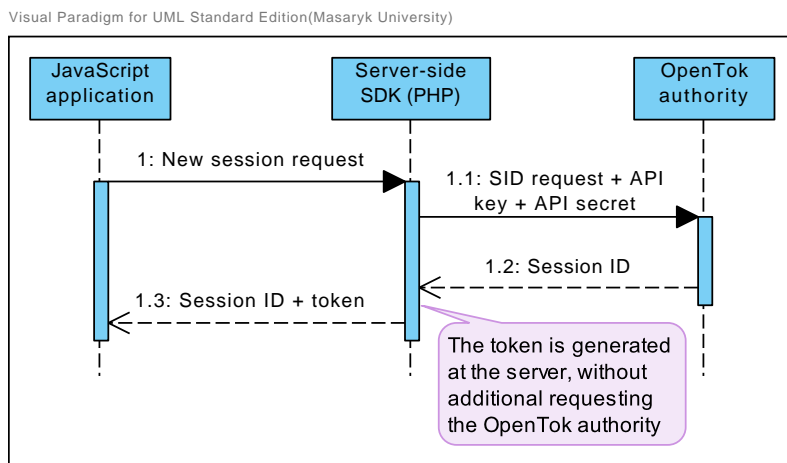 Visual Paradigm for UML Standard Edition(Masaryk University)
JavaScript
application
Server-side
SDK (PHP)
OpenTok
authority
1: New session request
1.1: SID request + API
key + API secret
1.2: Session ID
1.3: Session ID + token
The token is generated
at the server, without
additional requesting
the OpenTok authority